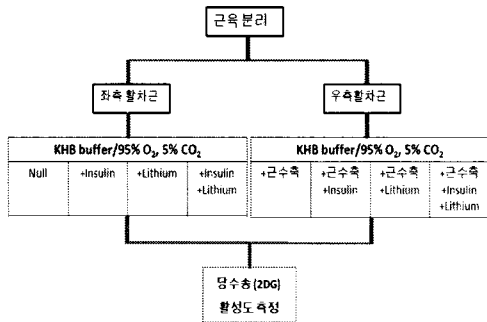 근육 분리
좌측 활차근
우측활차근
KHB buffer/95% O₂, 5% CO₂
KHB buffer/95% O₂, 5% CO₂
Null
+Insulin
+Lithium
+Insulin
+Lithium
+근수축
+근수축
+Insulin
+근수축
+Lithium
+근수축
+Insulin
+Lithium
당수송(2DG)
활성도측정